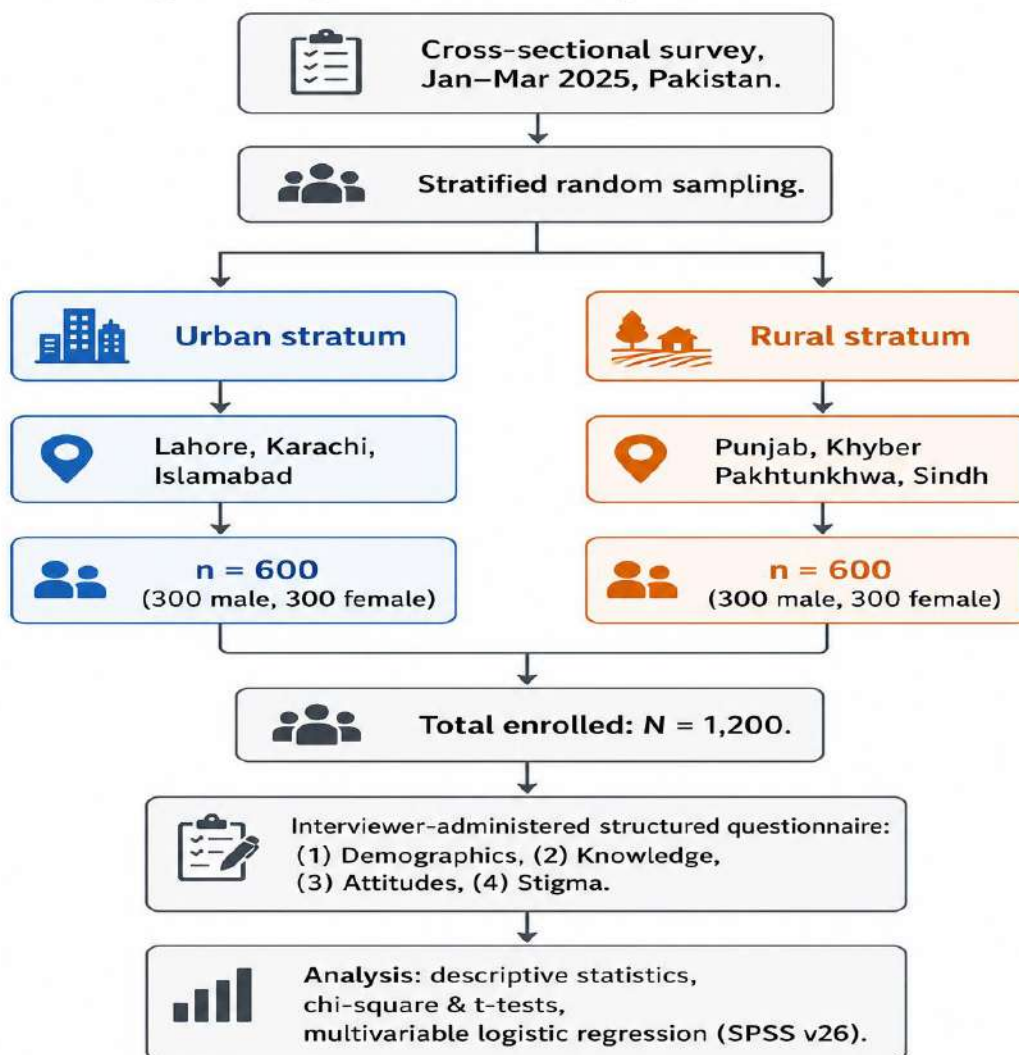 Cross-sectional survey,
Jan–Mar 2025, Pakistan.
Stratified random sampling.
Urban stratum
Rural stratum
Lahore, Karachi,
Islamabad
Punjab, Khyber
Pakhtunkhwa, Sindh
n = 600
(300 male, 300 female)
n = 600
(300 male, 300 female)
Total enrolled: N = 1,200.
Interviewer-administered structured questionnaire:
(1) Demographics, (2) Knowledge,
(3) Attitudes, (4) Stigma.
Analysis: descriptive statistics,
chi-square & t-tests,
multivariable logistic regression (SPSS v26).